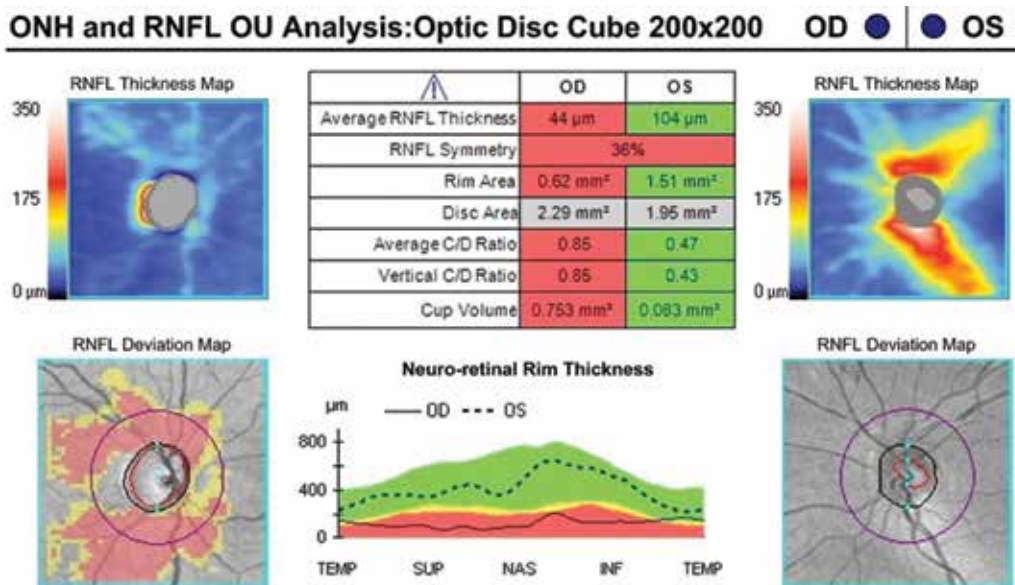 ONH and RNFL OU Analysis:Optic Disc Cube 200x200 OD OS
RNFL Thickness Map
350
175
0 µm
OD OS
Average RNFL Thickness 44 µm 104 µm
RNFL Symmetry 36%
Rim Area 0.62 mm² 1.51 mm²
Disc Area 2.29 mm² 1.95 mm²
Average C/D Ratio 0.85 0.47
Vertical C/D Ratio 0.85 0.43
Cup Volume 0.753 mm² 0.083 mm²
RNFL Thickness Map
350
175
0 µm
RNFL Deviation Map
Neuro-retinal Rim Thickness
µm OD OS
800
400
0
TEMP SUP NAS INF TEMP
RNFL Deviation Map